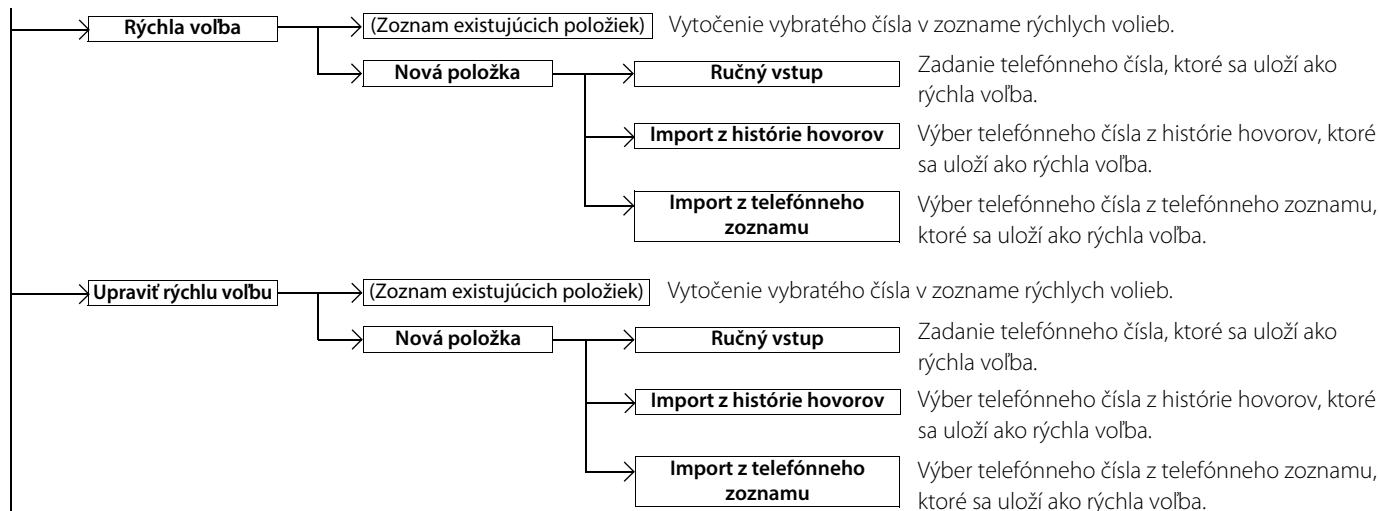 Rýchla voľba
(Zoznam existujúcich položiek)
Vytočenie vybratého čísla v zozname rýchlych volieb.
Nová položka
Ručný vstup
Zadanie telefónneho čísla, ktoré sa uloží ako
rýchla voľba.
Import z histórie hovorov
Výber telefónneho čísla z histórie hovorov, ktoré
sa uloží ako rýchla voľba.
Import z telefónneho
zoznamu
Výber telefónneho čísla z telefónneho zoznamu,
ktoré sa uloží ako rýchla voľba.
Upraviť rýchlu voľbu
(Zoznam existujúcich položiek)
Vytočenie vybratého čísla v zozname rýchlych volieb.
Nová položka
Ručný vstup
Zadanie telefónneho čísla, ktoré sa uloží ako
rýchla voľba.
Import z histórie hovorov
Výber telefónneho čísla z histórie hovorov, ktoré
sa uloží ako rýchla voľba.
Import z telefónneho
zoznamu
Výber telefónneho čísla z telefónneho zoznamu,
ktoré sa uloží ako rýchla voľba.